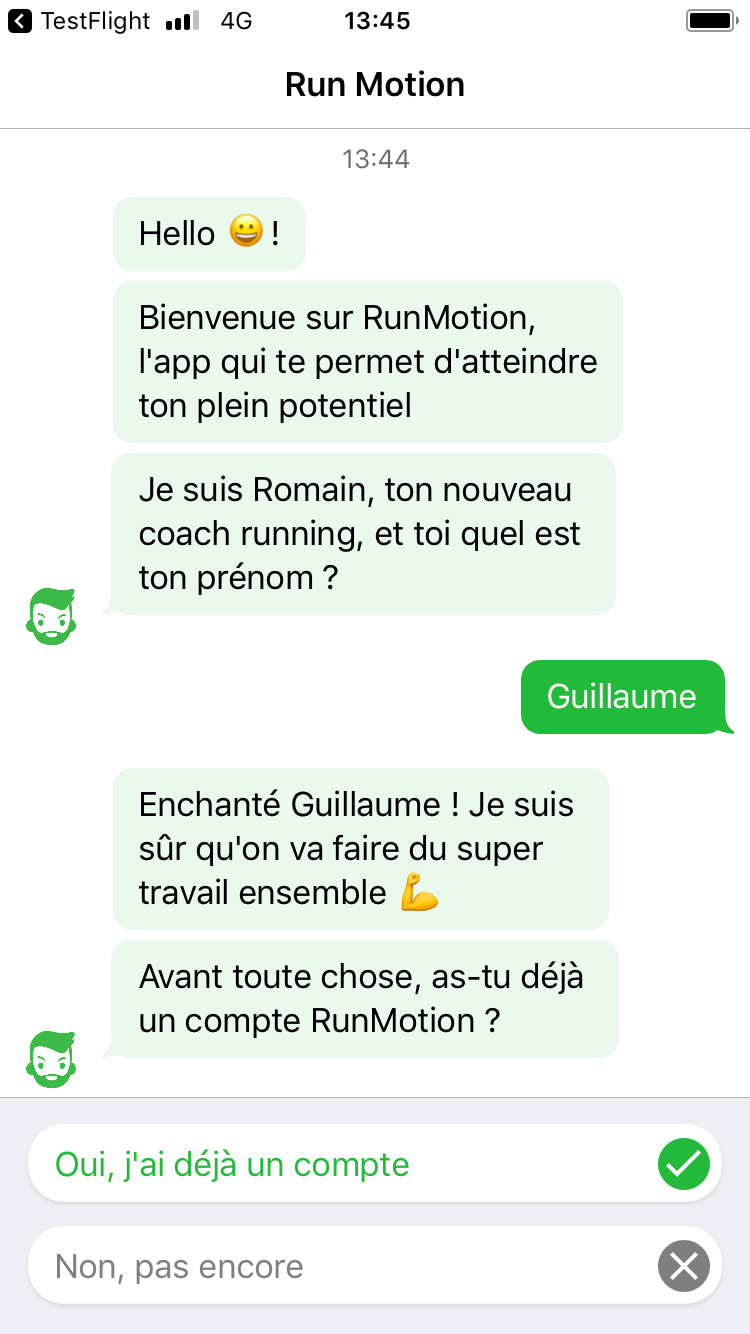 TestFlight 4G 13:45
Run Motion
13:44
Hello 😀 !
Bienvenue sur RunMotion,
l'app qui te permet d'atteindre
ton plein potentiel
Je suis Romain, ton nouveau
coach running, et toi quel est
ton prénom ?
Guillaume
Enchanté Guillaume ! Je suis
sûr qu'on va faire du super
travail ensemble 💪
Avant toute chose, as-tu déjà
un compte RunMotion ?
Oui, j'ai déjà un compte
Non, pas encore